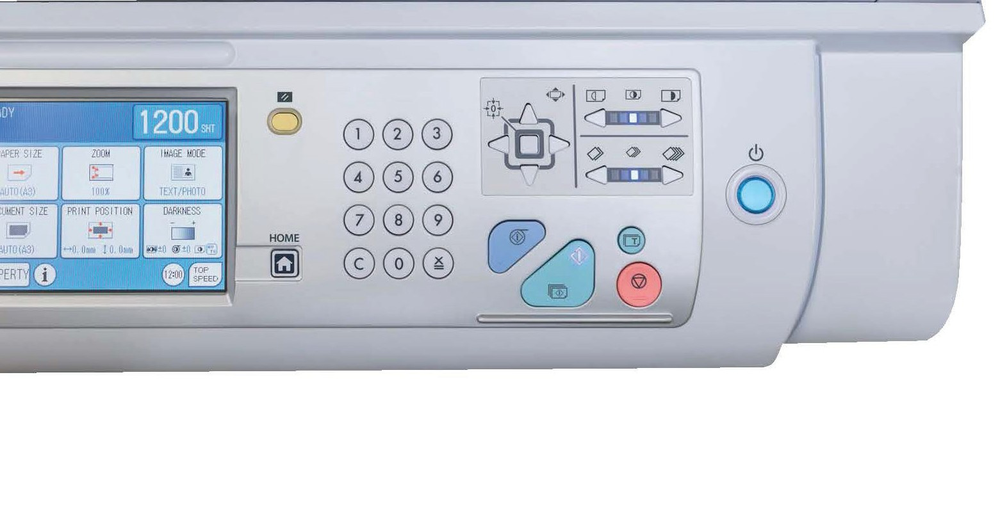 ADY
1200 SHT
APER SIZE
ZOOM
IMAGE MODE
AUTO(A3)
100%
TEXT/PHOTO
CUMENT SIZE
PRINT POSITION
DARKNESS
- +
AUTO(A3)
↔0.0mm ↕0.0mm
±0 ±0
PERTY
i
12:00
TOP
SPEED
HOME
1 2 3
4 5 6
7 8 9
C 0 ×
0
T